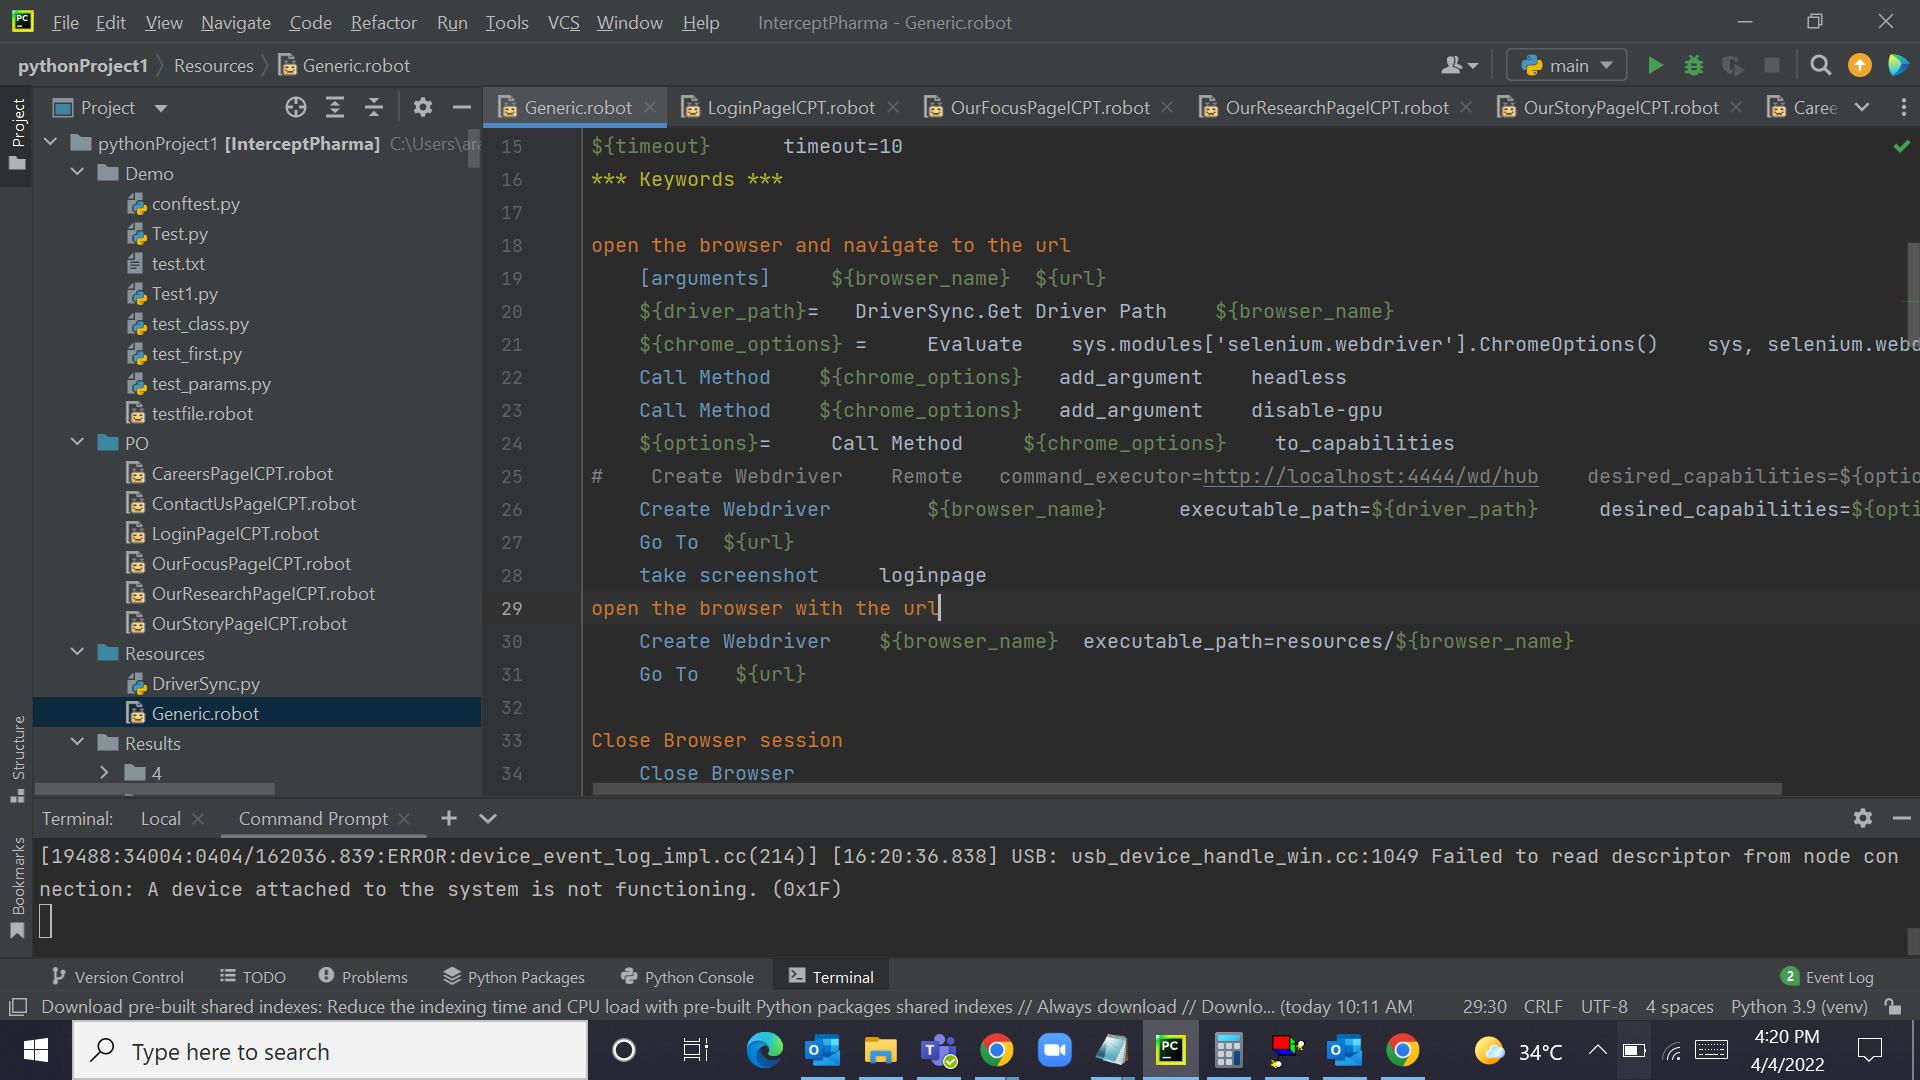 File Edit View Navigate Code Refactor Run Tools VCS Window Help InterceptPharma - Generic.robot
pythonProject1 Resources Generic.robot
main
Project
Generic.robot LoginPageICPT.robot OurFocusPageICPT.robot OurResearchPageICPT.robot OurStoryPageICPT.robot Caree
Project
pythonProject1 [InterceptPharma] C:\Users\ara
Demo
conftest.py
Test.py
test.txt
Test1.py
test_class.py
test_first.py
test_params.py
testfile.robot
PO
CareersPageICPT.robot
ContactUsPageICPT.robot
LoginPageICPT.robot
OurFocusPageICPT.robot
OurResearchPageICPT.robot
OurStoryPageICPT.robot
Resources
DriverSync.py
Generic.robot
Results
4
Structure
Bookmarks
15 ${timeout} timeout=10
16 *** Keywords ***
17
18 open the browser and navigate to the url
19 [arguments] ${browser_name} ${url}
20 ${driver_path}= DriverSync.Get Driver Path ${browser_name}
21 ${chrome_options} = Evaluate sys.modules['selenium.webdriver'].ChromeOptions() sys, selenium.webd
22 Call Method ${chrome_options} add_argument headless
23 Call Method ${chrome_options} add_argument disable-gpu
24 ${options}= Call Method ${chrome_options} to_capabilities
25 # Create Webdriver Remote command_executor=http://localhost:4444/wd/hub desired_capabilities=${optio
26 Create Webdriver ${browser_name} executable_path=${driver_path} desired_capabilities=${opti
27 Go To ${url}
28 take screenshot loginpage
29 open the browser with the url
30 Create Webdriver ${browser_name} executable_path=resources/${browser_name}
31 Go To ${url}
32
33 Close Browser session
34 Close Browser
Terminal: Local Command Prompt
[19488:34004:0404/162036.839:ERROR:device_event_log_impl.cc(214)] [16:20:36.838] USB: usb_device_handle_win.cc:1049 Failed to read descriptor from node con
nection: A device attached to the system is not functioning. (0x1F)
Version Control TODO Problems Python Packages Python Console Terminal 2 Event Log
Download pre-built shared indexes: Reduce the indexing time and CPU load with pre-built Python packages shared indexes // Always download // Downlo... (today 10:11 AM 29:30 CRLF UTF-8 4 spaces Python 3.9 (venv)
Type here to search
34°C
4:20 PM
4/4/2022